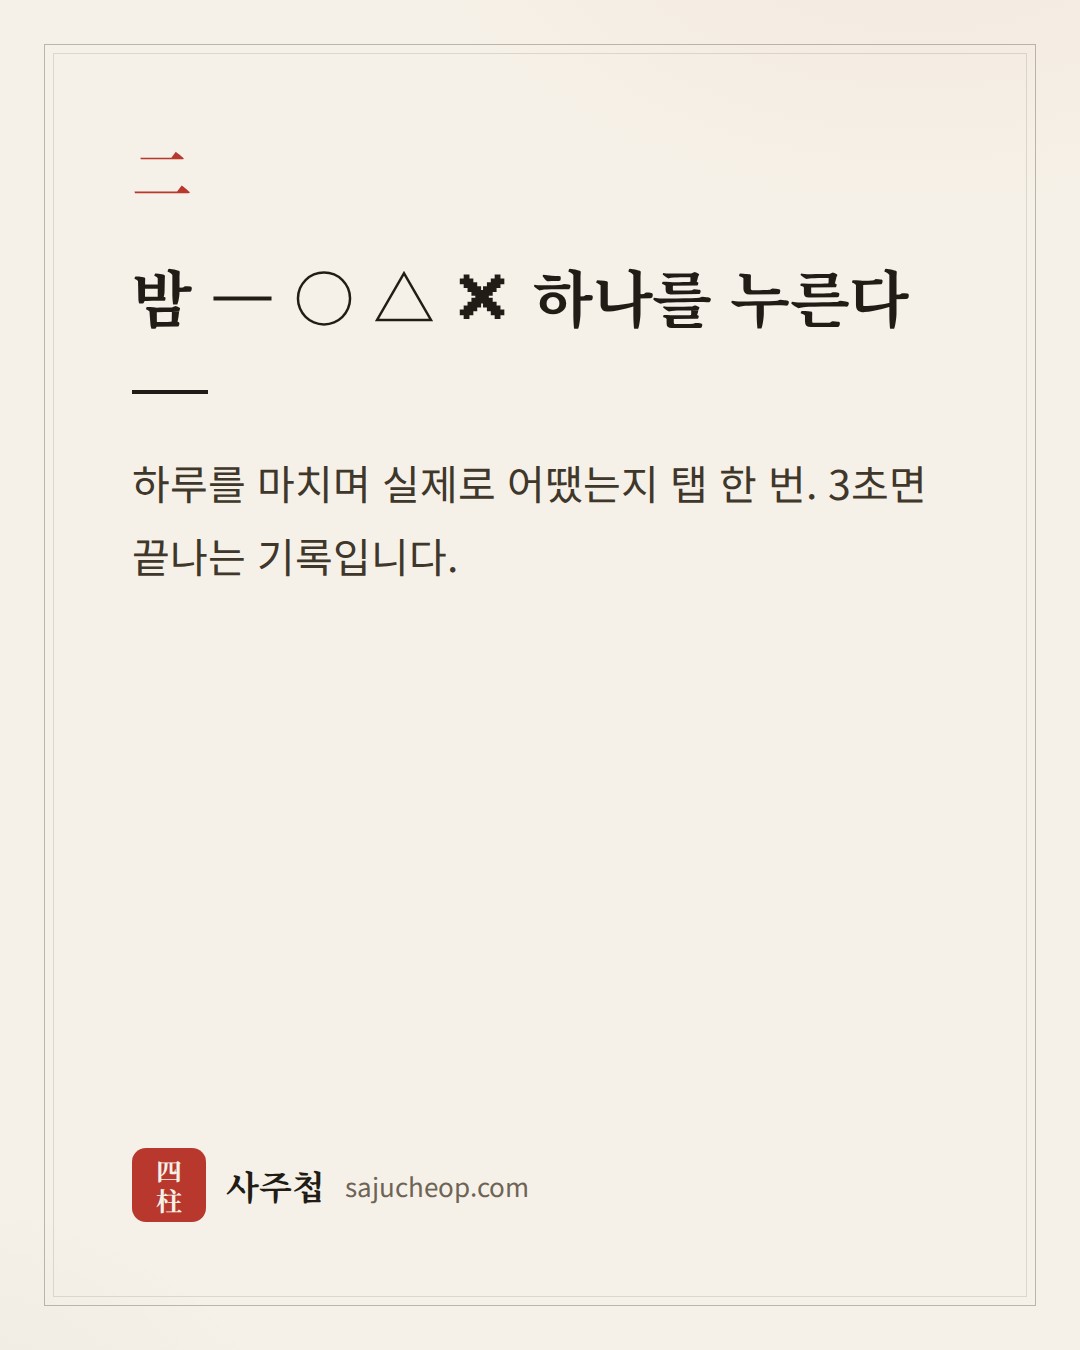 二
밤 — ○ △ ✖ 하나를 누른다
하루를 마치며 실제로 어땠는지 탭 한 번. 3초면
끝나는 기록입니다.
四柱 사주첩 sajucheop.com